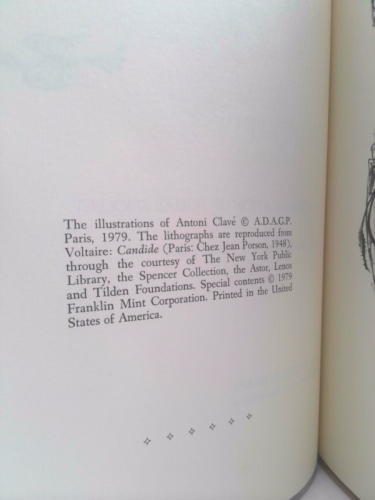 The illustrations of Antoni Clavé © A.D.A.G.P.
Paris, 1979. The lithographs are reproduced from
Voltaire: Candide (Paris: Chez Jean Porson, 1948),
through the courtesy of The New York Public
Library, the Spencer Collection, the Astor, Lenos
and Tilden Foundations. Special contents © 1979
Franklin Mint Corporation. Printed in the United
States of America.